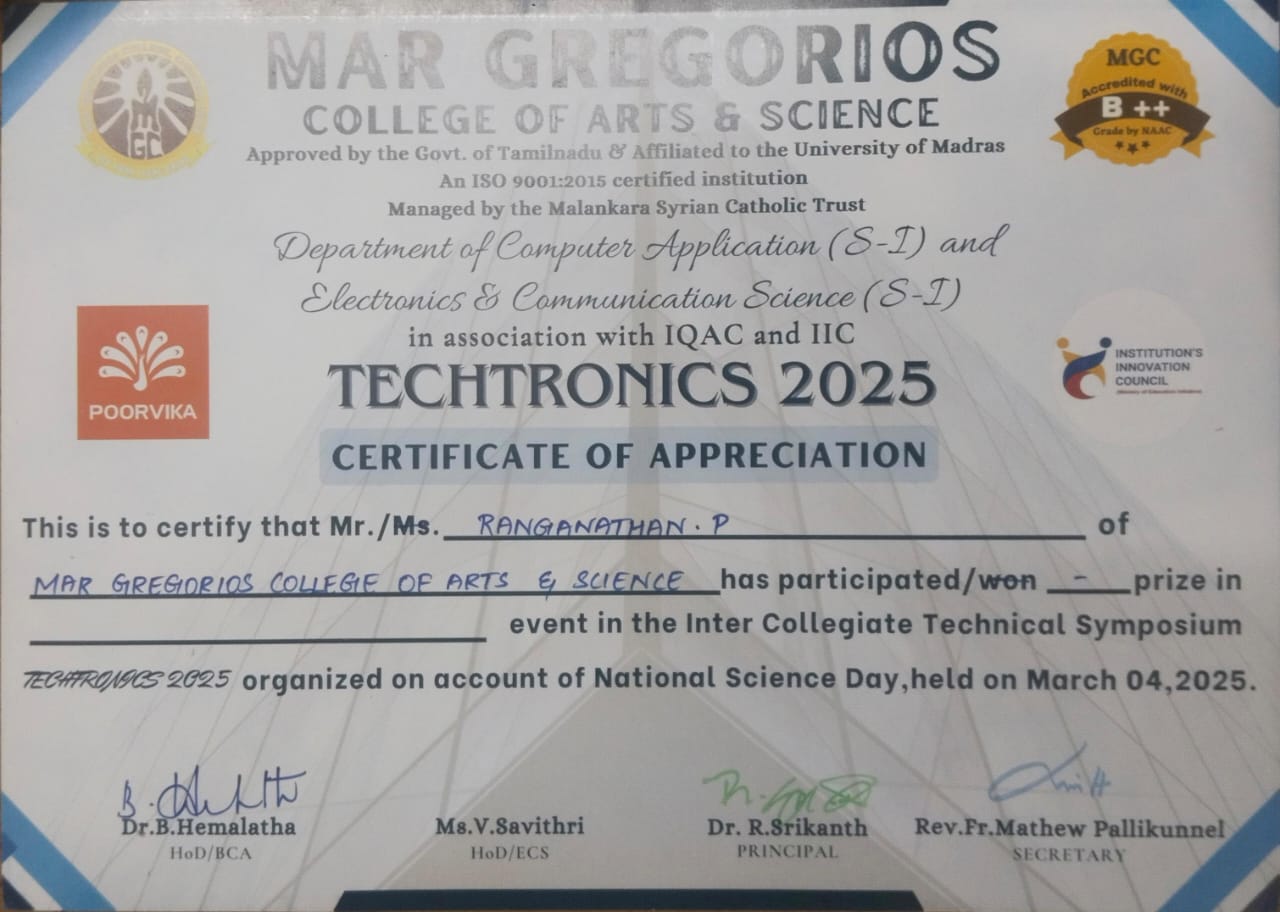 MAR GREGORIOS
COLLEGE OF ARTS & SCIENCE
Approved by the Govt. of Tamilnadu & Affiliated to the University of Madras
An ISO 9001:2015 certified institution
Managed by the Malankara Syrian Catholic Trust
MGC
MGC
Accredited with
B ++
Grade by NAAC
Department of Computer Application (S-I) and
Electronics & Communication Science (S-I)
in association with IQAC and IIC
POORVIKA
INSTITUTION'S
INNOVATION
COUNCIL
(Ministry of Education Initiative)
TECHTRONICS 2025
CERTIFICATE OF APPRECIATION
This is to certify that Mr./Ms. RANGANATHAN. P of
MAR GREGORIOS COLLEGE OF ARTS & SCIENCE has participated/won - prize in
event in the Inter Collegiate Technical Symposium
TECHTRONICS 2025 organized on account of National Science Day,held on March 04,2025.
Dr.B.Hemalatha
HoD/BCA
Ms.V.Savithri
HoD/ECS
Dr. R.Srikanth
PRINCIPAL
Rev.Fr.Mathew Pallikunnel
SECRETARY